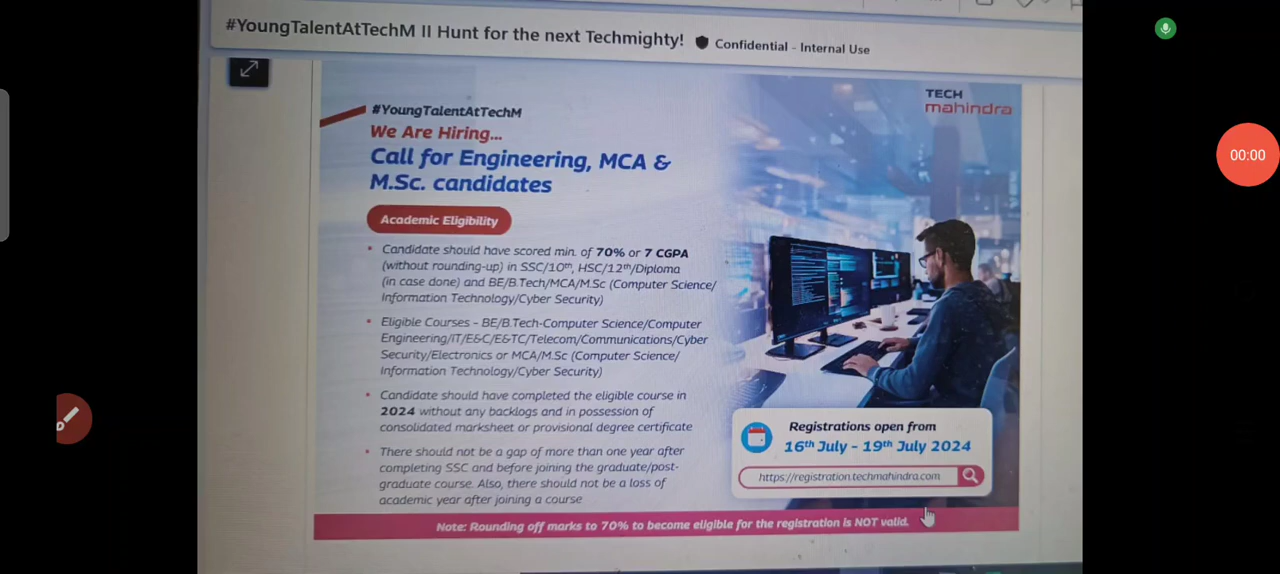 #YoungTalentAtTechM II Hunt for the next Techmighty! Confidential - Internal Use
00:00
TECH
mahindra
#YoungTalentAtTechM
We Are Hiring...
Call for Engineering, MCA &
M.Sc. candidates
Academic Eligibility
• Candidate should have scored min. of 70% or 7 CGPA
(without rounding-up) in SSC/10th, HSC/12th/Diploma
(in case done) and BE/B.Tech/MCA/M.Sc (Computer Science/
Information Technology/Cyber Security)
• Eligible Courses - BE/B.Tech-Computer Science/Computer
Engineering/IT/E&C/E&TC/Telecom/Communications/Cyber
Security/Electronics or MCA/M.Sc (Computer Science/
Information Technology/Cyber Security)
• Candidate should have completed the eligible course in
2024 without any backlogs and in possession of
consolidated marksheet or provisional degree certificate
• There should not be a gap of more than one year after
completing SSC and before joining the graduate/post-
graduate course. Also, there should not be a loss of
academic year after joining a course
Registrations open from
16th July - 19th July 2024
https://registration.techmahindra.com
Note: Rounding off marks to 70% to become eligible for the registration is NOT valid.